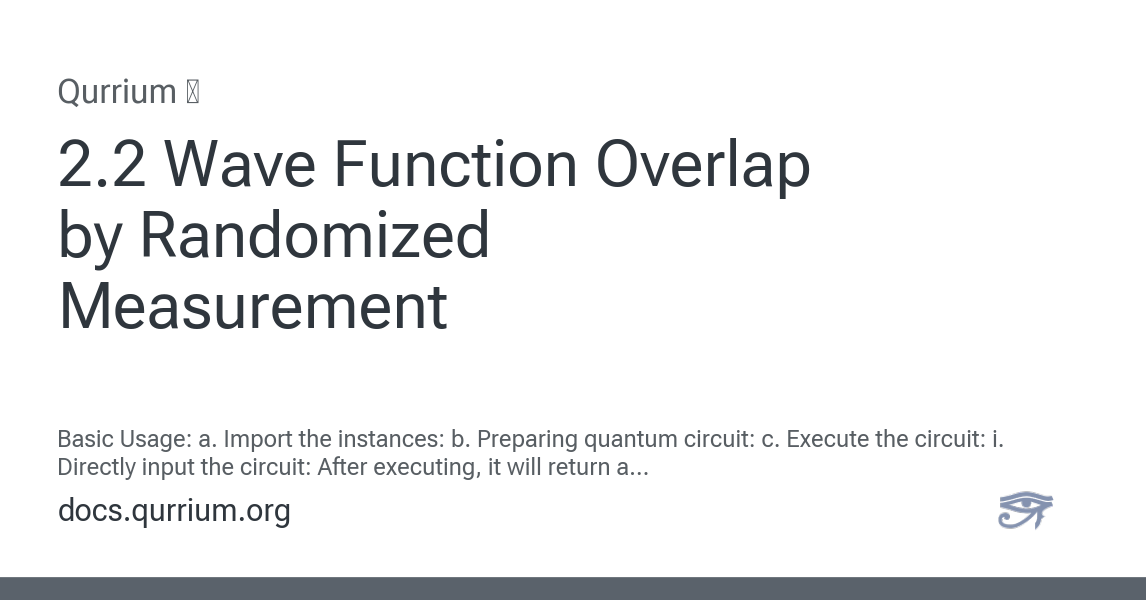 Qurrium
2.2 Wave Function Overlap
by Randomized
Measurement
Basic Usage: a. Import the instances: b. Preparing quantum circuit: c. Execute the circuit: i.
Directly input the circuit: After executing, it will return a...
docs.qurrium.org